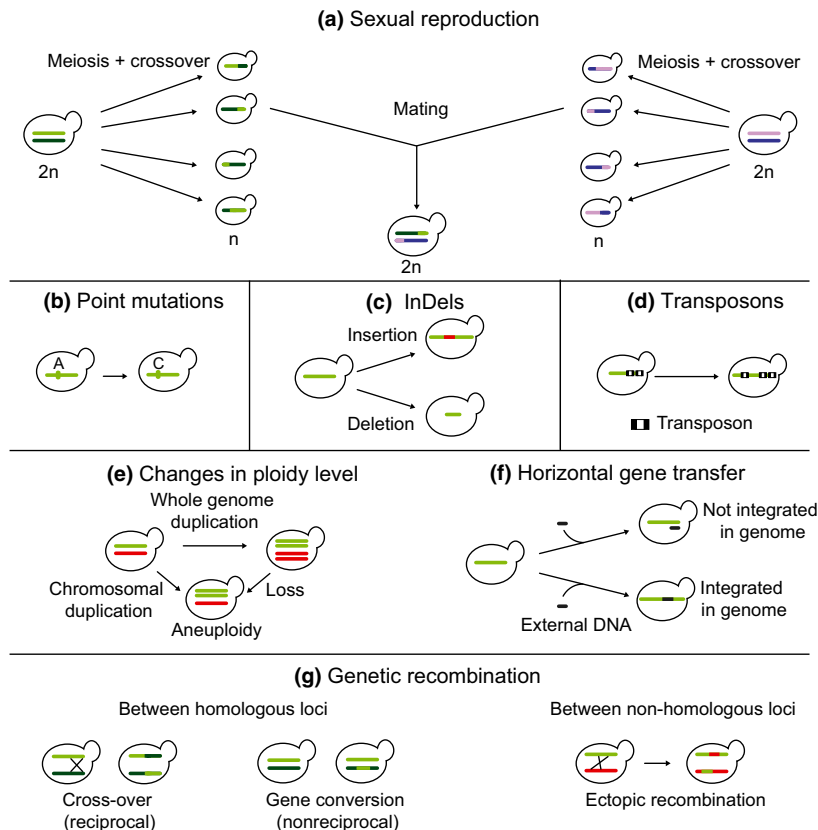 (a) Sexual reproduction
Meiosis + crossover
Meiosis + crossover
Mating
2n
2n
n
n
2n
(b) Point mutations
A
C
(c) InDels
Insertion
Deletion
(d) Transposons
Transposon
(e) Changes in ploidy level
Whole genome
duplication
Chromosomal
duplication
Loss
Aneuploidy
(f) Horizontal gene transfer
Not integrated
in genome
Integrated
in genome
External DNA
(g) Genetic recombination
Between homologous loci
Between non-homologous loci
Cross-over
(reciprocal)
Gene conversion
(nonreciprocal)
Ectopic recombination